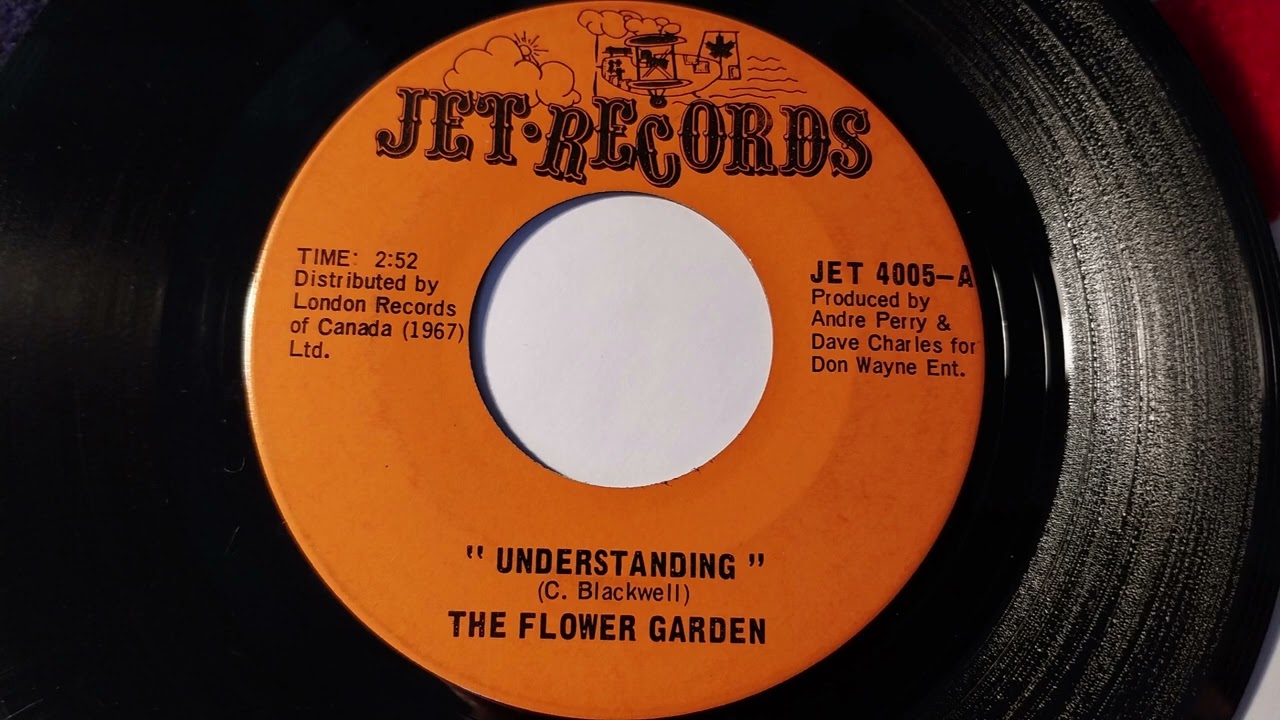 JET·RECORDS
TIME: 2:52
Distributed by
London Records
of Canada (1967)
Ltd.
JET 4005-A
Produced by
Andre Perry &
Dave Charles for
Don Wayne Ent.
" UNDERSTANDING "
(C. Blackwell)
THE FLOWER GARDEN